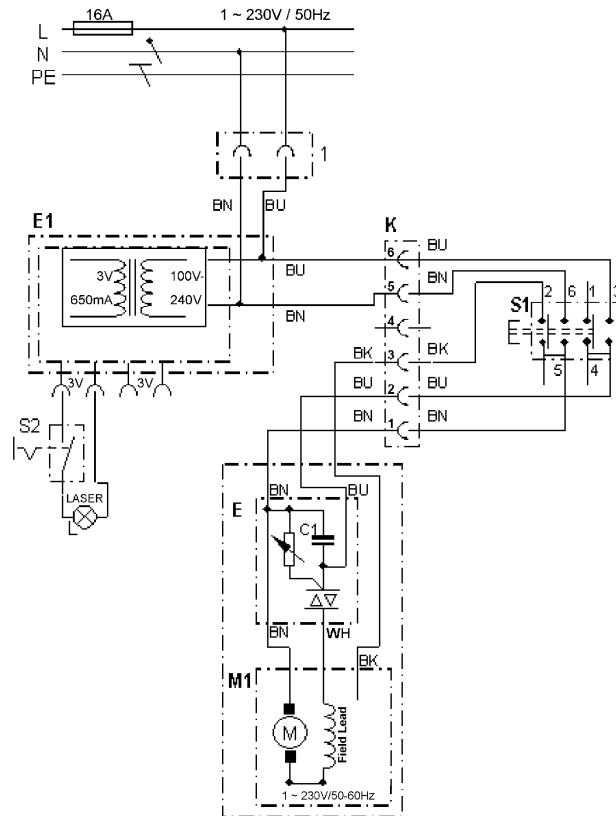 16A 1 ~ 230V / 50Hz
L
N
PE
1
BN BU
E1
K
3V 100V-
650mA 240V
BU
BN
6 BU
5 BN
4
3
2
1
BK BK
BU BU
BN BN
2 6 1 3
S1
5 4
3V 3V
S2
LASER
BN BU
E
C1
BN WH
BK
M1
M
Field Lead
1 ~ 230V/50-60Hz